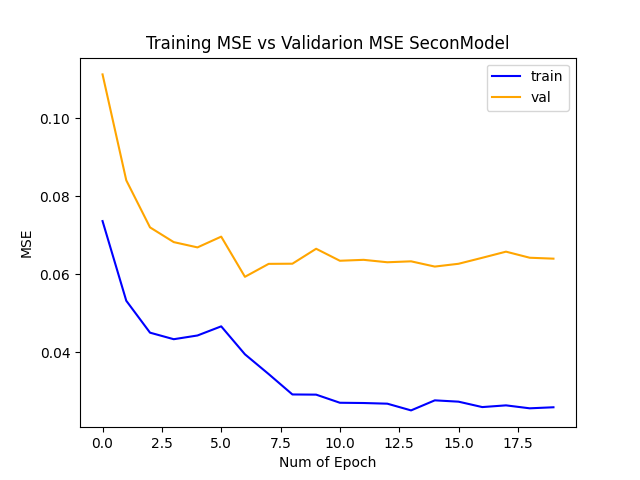 Training MSE vs Validarion MSE SeconModel
train
val
0.10
0.08
0.06
0.04
MSE
0.0 2.5 5.0 7.5 10.0 12.5 15.0 17.5
Num of Epoch